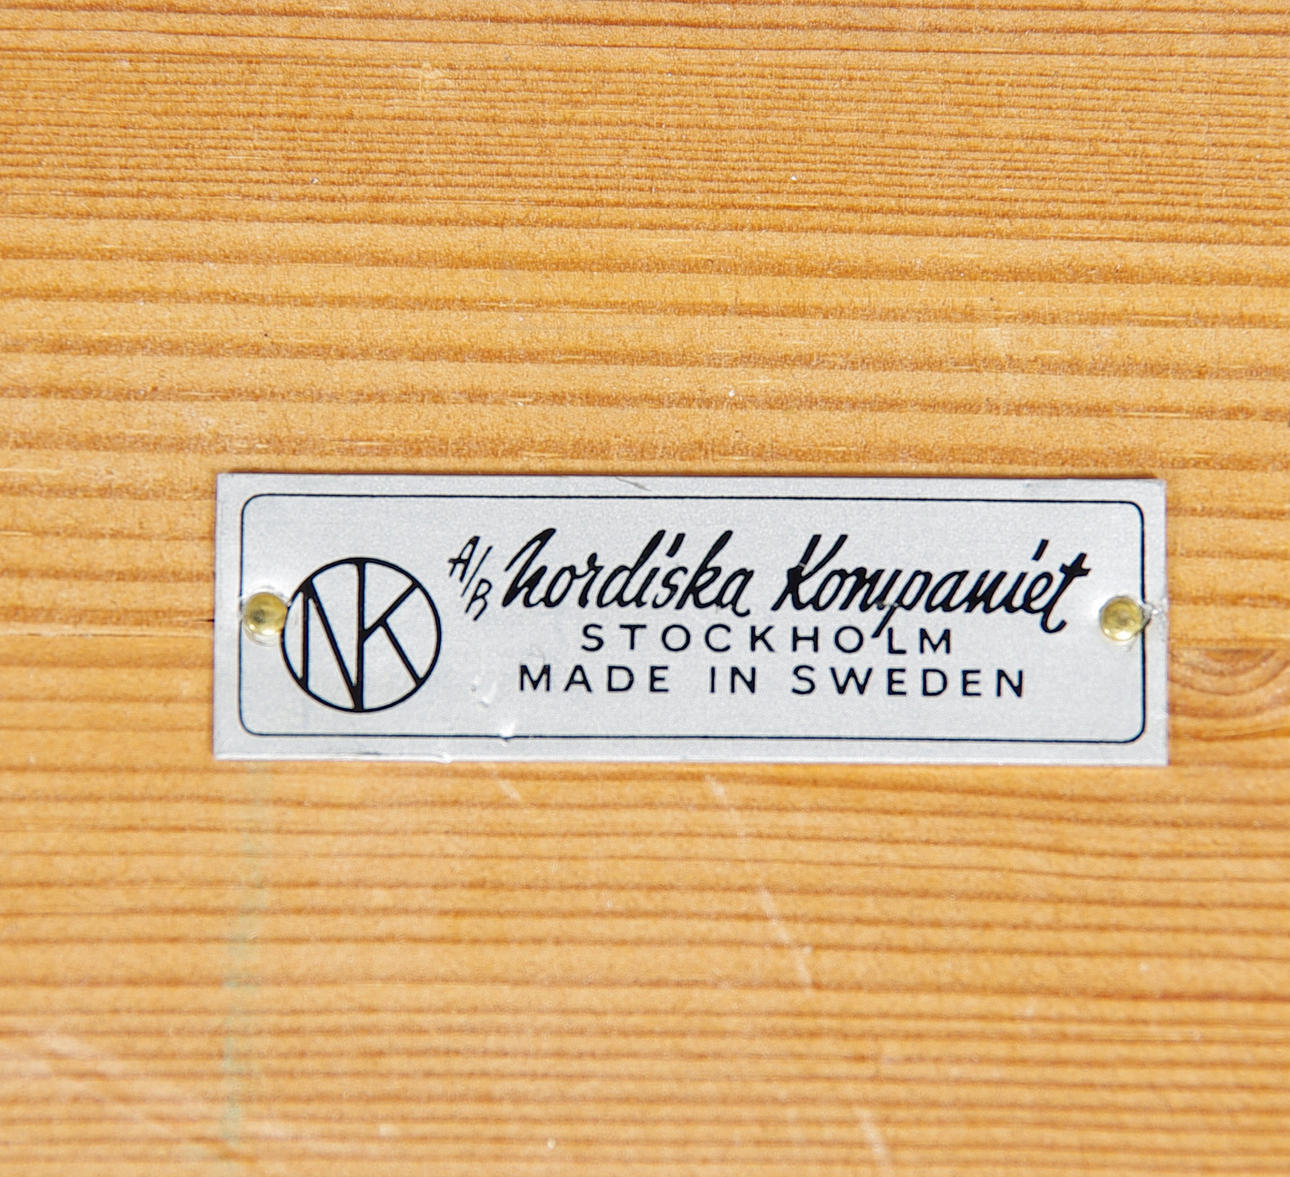 NK
A/B Nordiska Kompaniet
STOCKHOLM
MADE IN SWEDEN